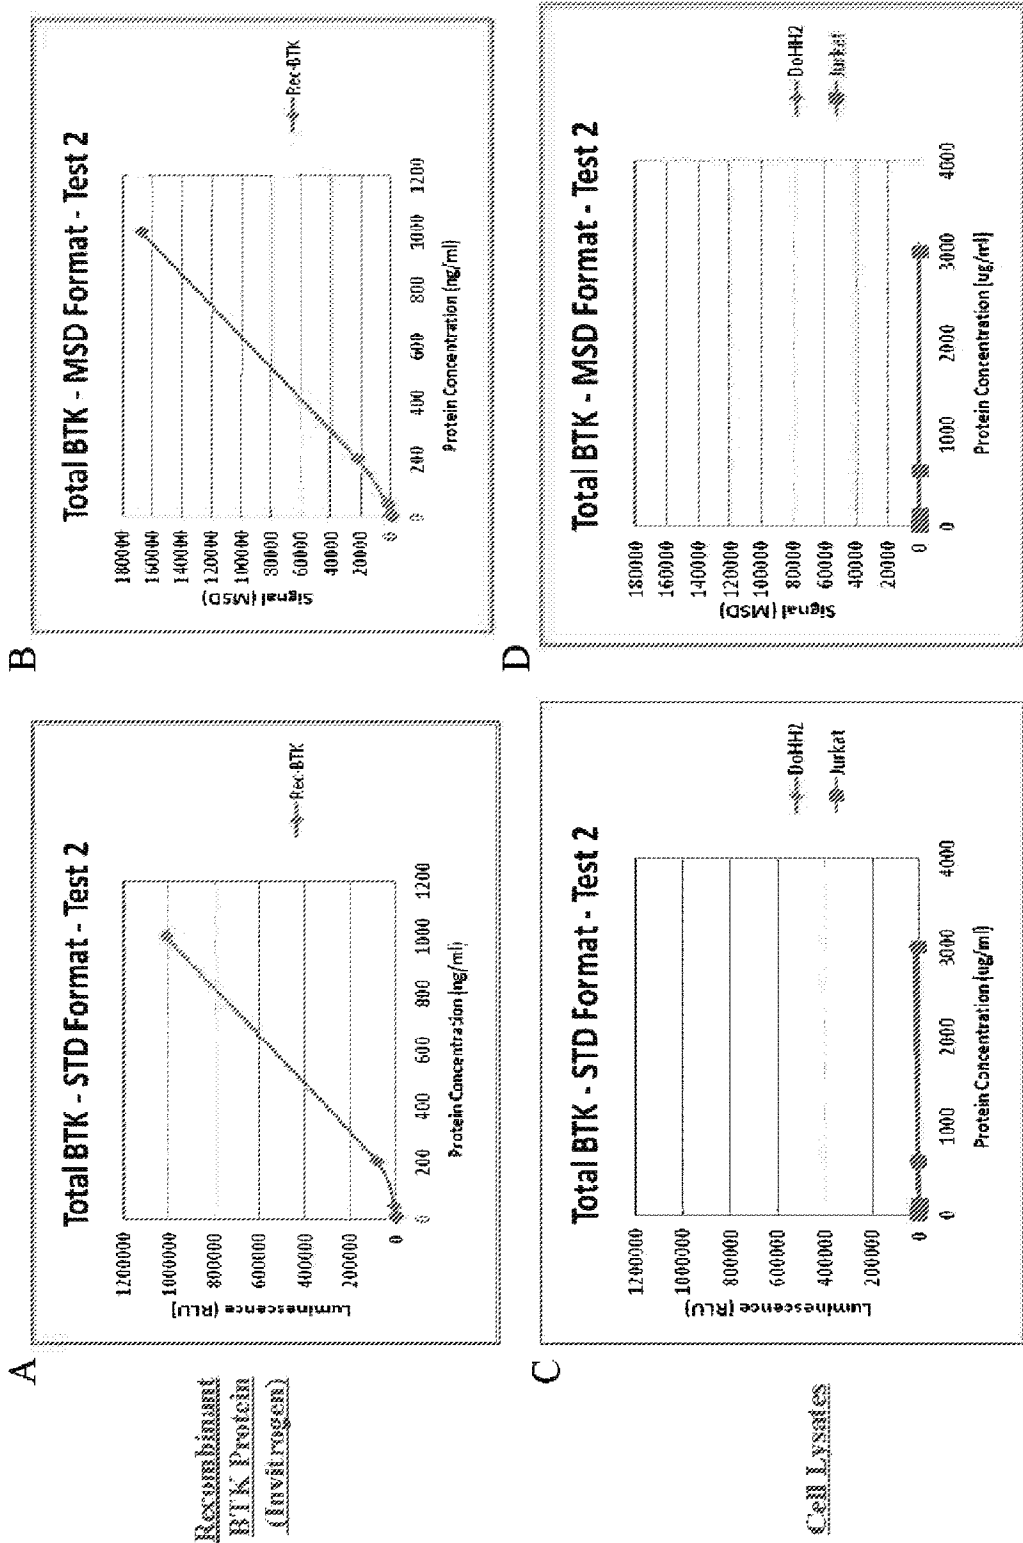 Recombinant
BTK Protein
(Invitrogen)
A
Total BTK - STD Format - Test 2
Luminescence (RLU)
1200000
1000000
800000
600000
400000
200000
0
0 200 400 600 800 1000 1200
Protein Concentration (ng/ml)
Rec-BTK
B
Total BTK - MSD Format - Test 2
Signal (MSD)
180000
160000
140000
120000
100000
80000
60000
40000
20000
0
0 200 400 600 800 1000 1200
Protein Concentration (ng/ml)
Rec-BTK
Cell Lysates
C
Total BTK - STD Format - Test 2
Luminescence (RLU)
1200000
1000000
800000
600000
400000
200000
0
0 1000 2000 3000 4000
Protein Concentration (ug/ml)
DoHH2
Jurkat
D
Total BTK - MSD Format - Test 2
Signal (MSD)
180000
160000
140000
120000
100000
80000
60000
40000
20000
0
0 1000 2000 3000 4000
Protein Concentration (ug/ml)
DoHH2
Jurkat